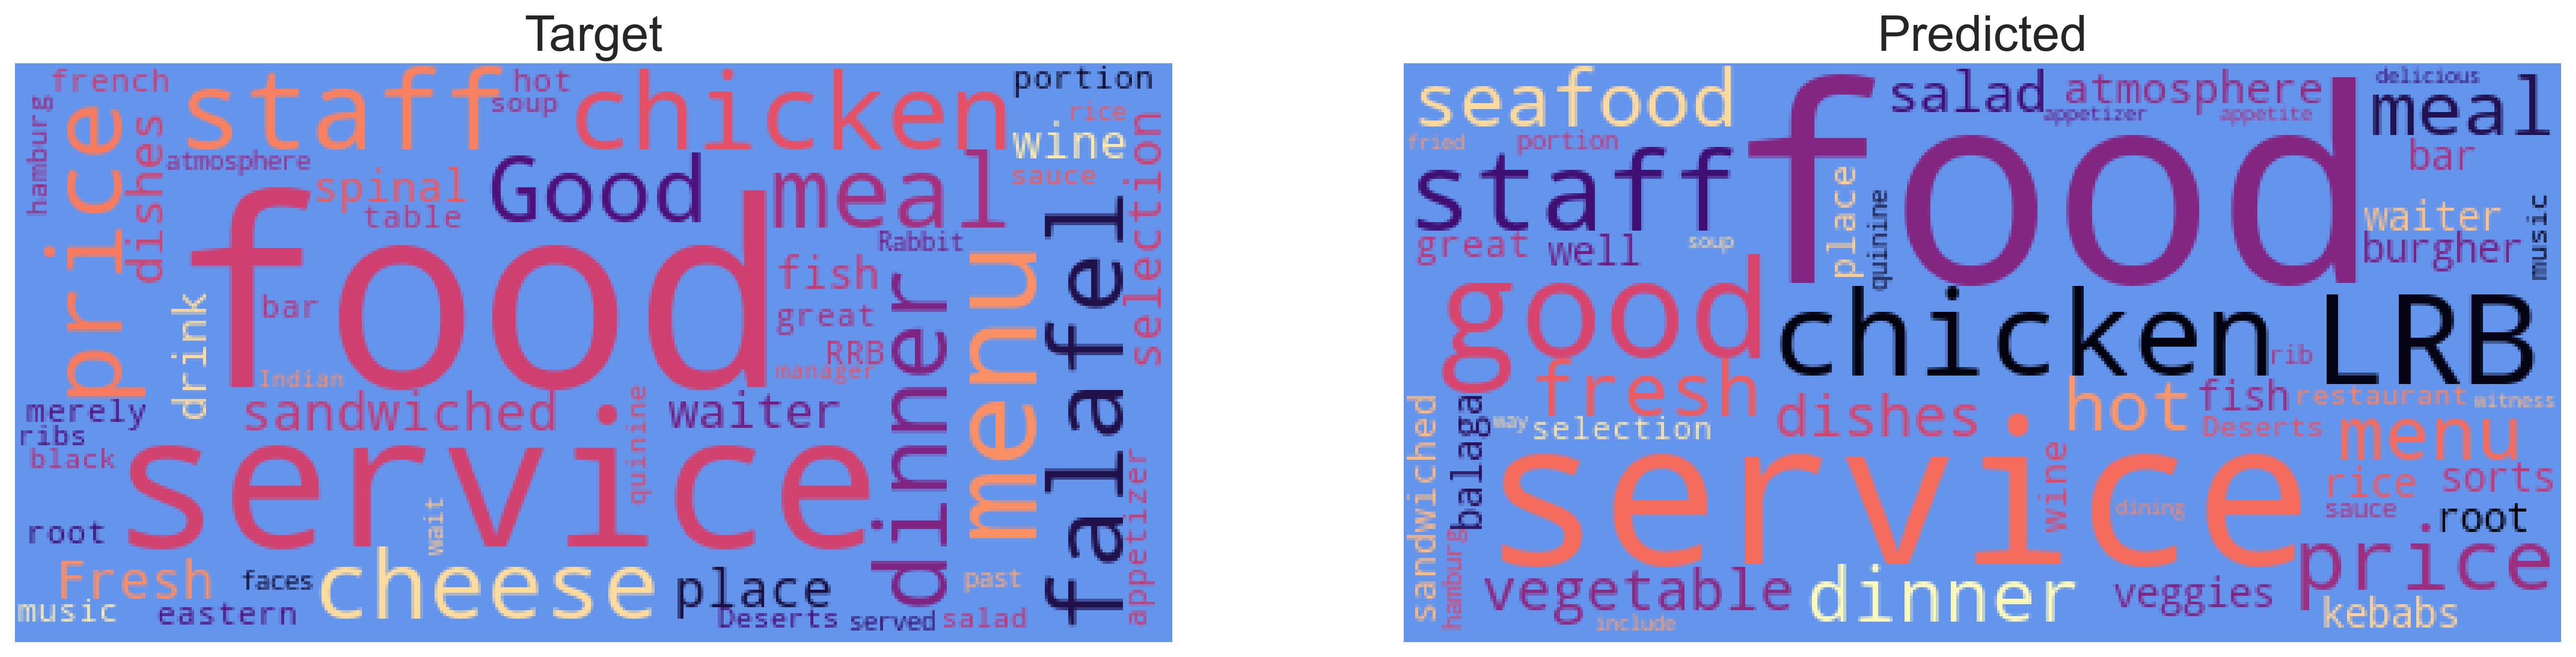 Target
french
staff
hot
soup
chicken
portion
rice
hamburg
price
dishes
atmosphere
spinal
table
Good
meal
wine
sauce
selection
food
Rabbit
fish
great
RRB
manager
bar
drink
Indian
dinner
menu
falafel
merely
ribs
black
sandwiched
quinine
waiter
service
wait
root
Fresh
faces
cheese
place
past
appetizer
music
eastern
Deserts
served
salad
Predicted
seafood
food
salad
atmosphere
delicious
appetizer
appetite
meal
fried
portion
bar
staff
place
quinine
waiter
music
great
well
soup
burgher
good
chicken
LRB
rib
fresh
hot
fish
restaurant
witness
sandwiched
balaga
way
selection
dishes
Deserts
menu
service
wine
dining
rice
sorts
sauce
root
hamburg
vegetable
include
dinner
veggies
price
kebabs